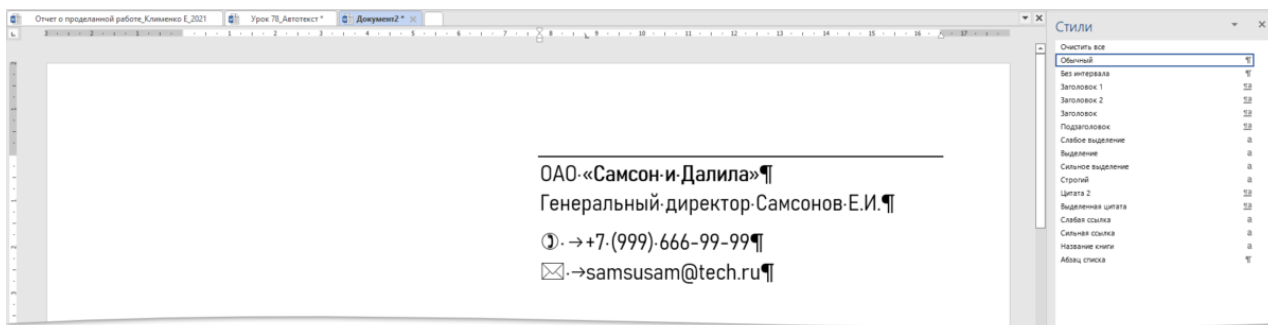 Отчет о проделанной работе_Клименко Е_2021
Урок 78_Автотекст *
Документ2 *
Стили
Очистить все
Обычный
Без интервала
Заголовок 1
Заголовок 2
Заголовок
Подзаголовок
Слабое выделение
Выделение
Сильное выделение
Строгий
Цитата 2
Выделенная цитата
Слабая ссылка
Сильная ссылка
Название книги
Абзац списка
ОАО·«Самсон·и·Далила»¶
Генеральный·директор·Самсонов·Е.И.¶
✆·→+7·(999)·666-99-99¶
✉·→samsusam@tech.ru¶